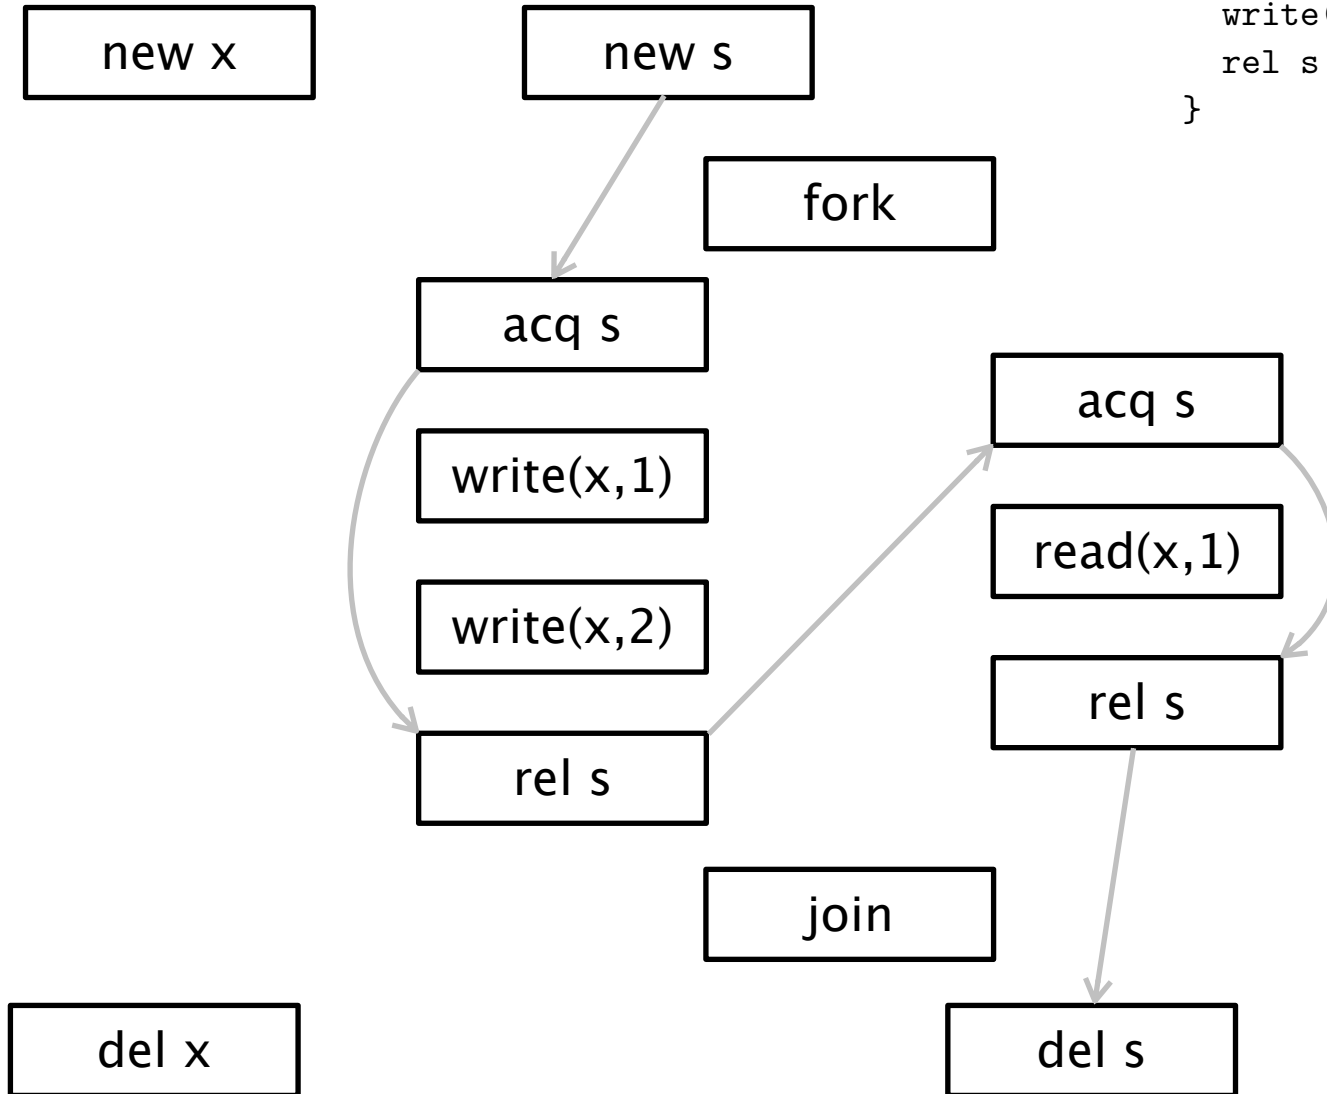 new x
new s
write(
rel s
}
fork
acq s
acq s
write(x,1)
read(x,1)
write(x,2)
rel s
rel s
join
del x
del s